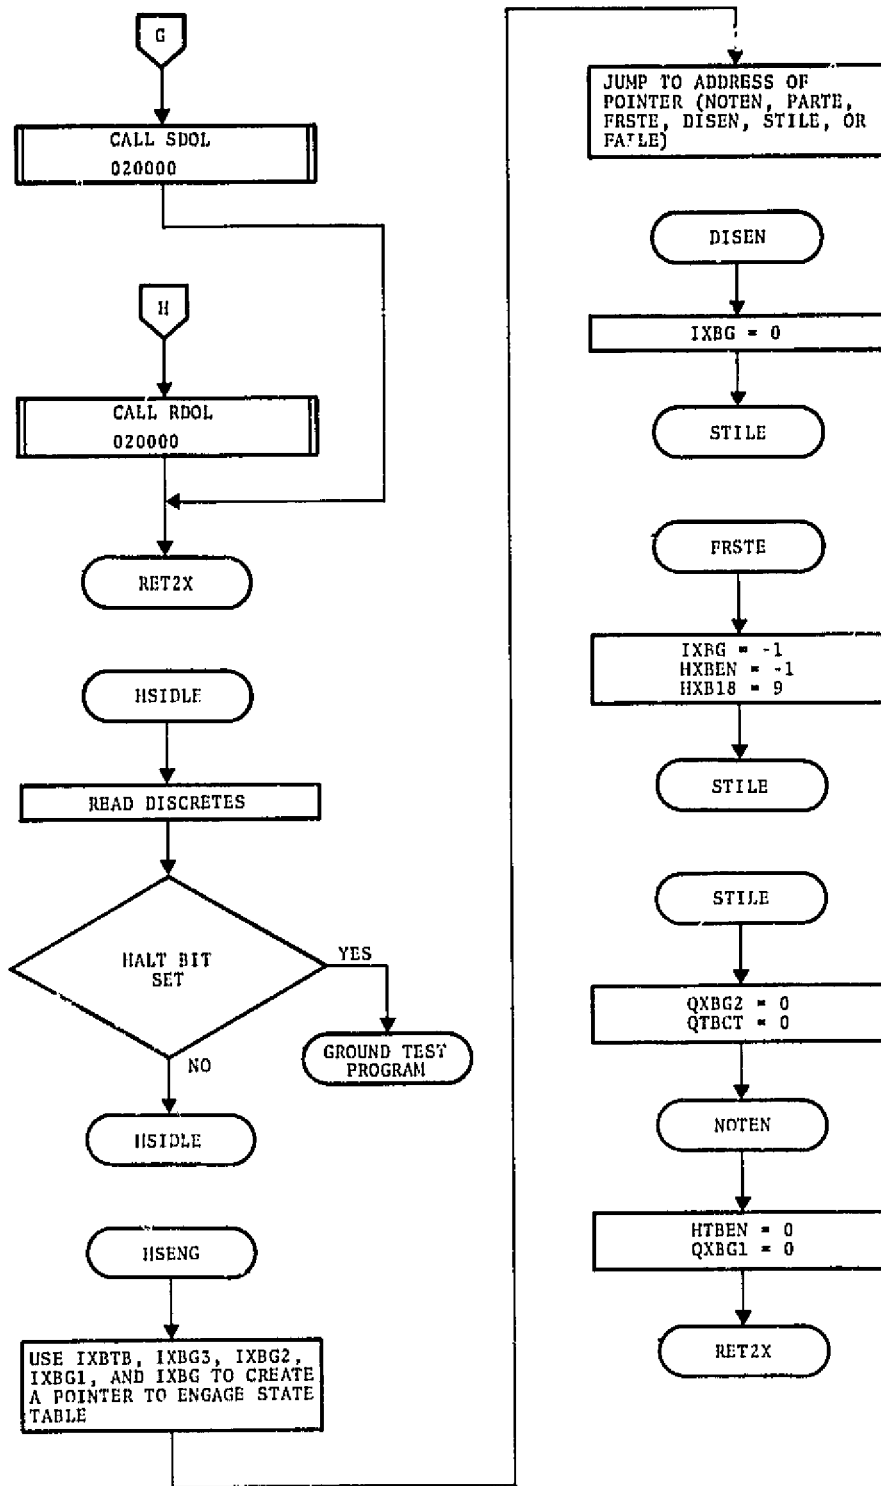 G
CALL SDOL
020000
H
CALL RDOL
020000
RET2X
HSIDLE
READ DISCRETES
HALT BIT
SET
YES
NO
GROUND TEST
PROGRAM
HSIDLE
HSENG
USE IXBTB, IXBG3, IXBG2,
IXBG1, AND IXBG TO CREATE
A POINTER TO ENGAGE STATE
TABLE
JUMP TO ADDRESS OF
POINTER (NOTEN, PARTE,
FRSTE, DISEN, STILE, OR
DISEN
IXBG = 0
STILE
FRSTE
IXBG = -1
HXBEN = -1
HXB18 = 9
STILE
STILE
QXBG2 = 0
QTBCT = 0
NOTEN
HTBEN = 0
QXBG1 = 0
RET2X